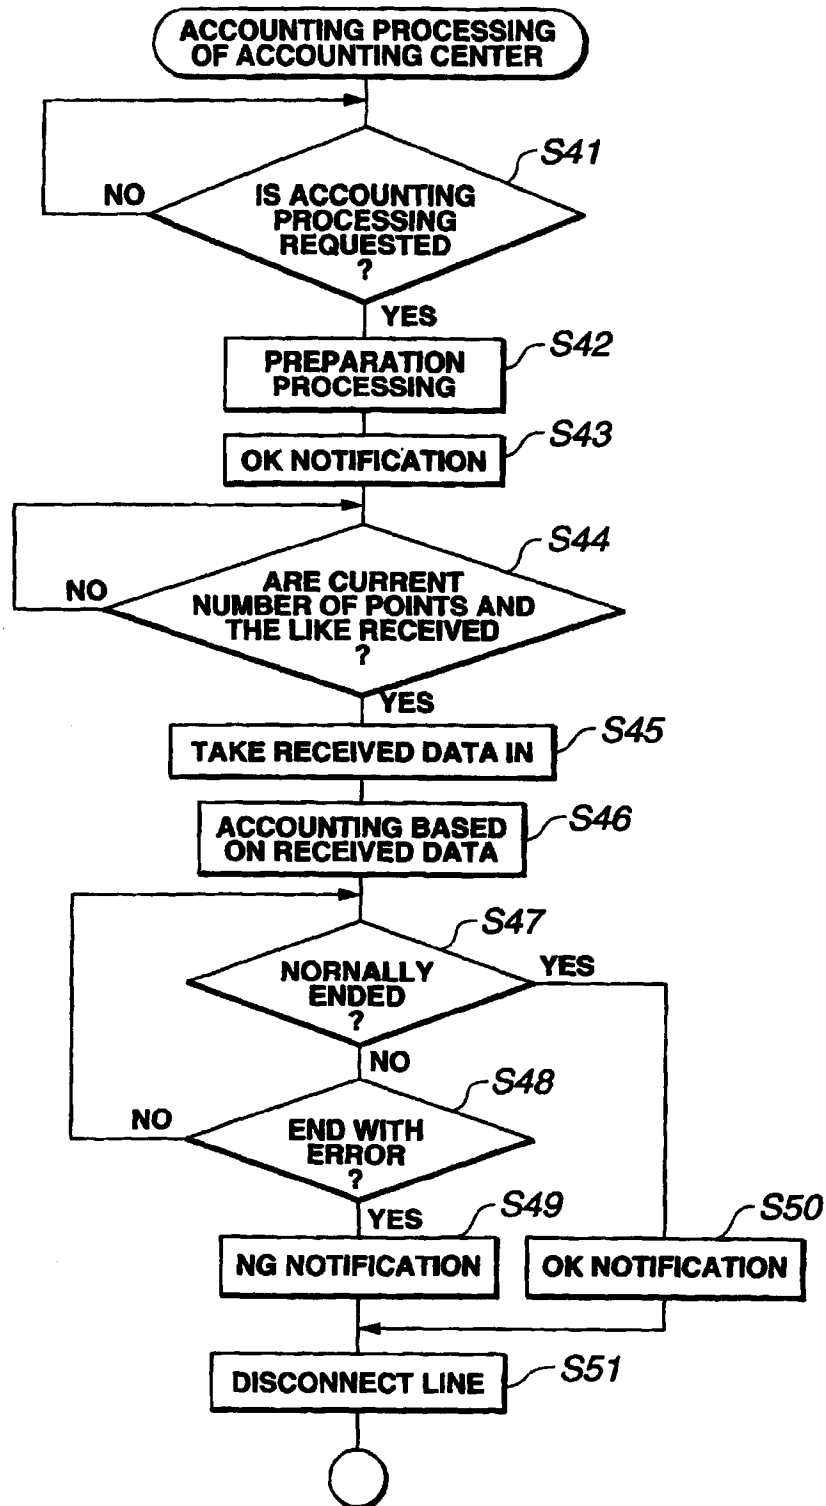 ACCOUNTING PROCESSING
OF ACCOUNTING CENTER
S41
NO
IS ACCOUNTING
PROCESSING
REQUESTED
?
YES
S42
PREPARATION
PROCESSING
S43
OK NOTIFICATION
S44
NO
ARE CURRENT
NUMBER OF POINTS AND
THE LIKE RECEIVED
?
YES
S45
TAKE RECEIVED DATA IN
S46
ACCOUNTING BASED
ON RECEIVED DATA
S47
YES
NORNALLY
ENDED
?
NO
S48
NO
END WITH
ERROR
?
YES
S49
S50
NG NOTIFICATION
OK NOTIFICATION
S51
DISCONNECT LINE